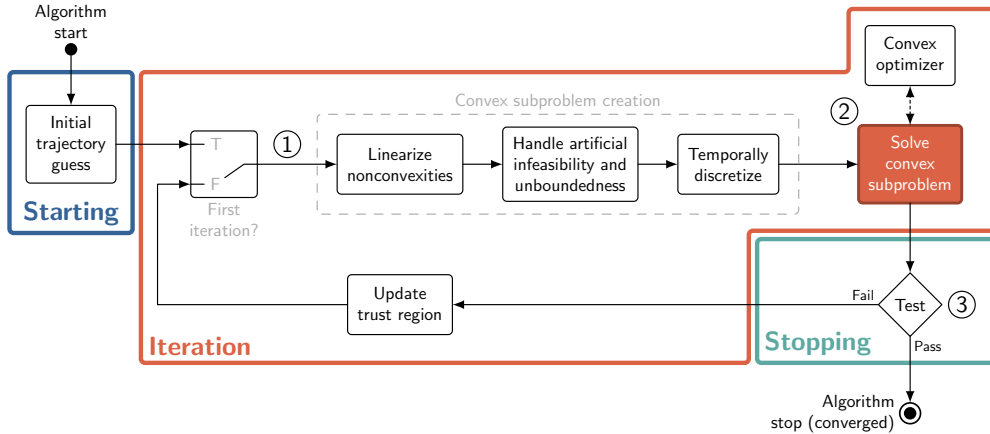 Algorithm
start
Initial
trajectory
guess
Starting
T
F
First
iteration?
1
Convex subproblem creation
Linearize
nonconvexities
Handle artificial
infeasibility and
unboundedness
Temporally
discretize
2
Convex
optimizer
Solve
convex
subproblem
Update
trust region
Iteration
Fail
Test
3
Stopping
Pass
Algorithm
stop (converged)